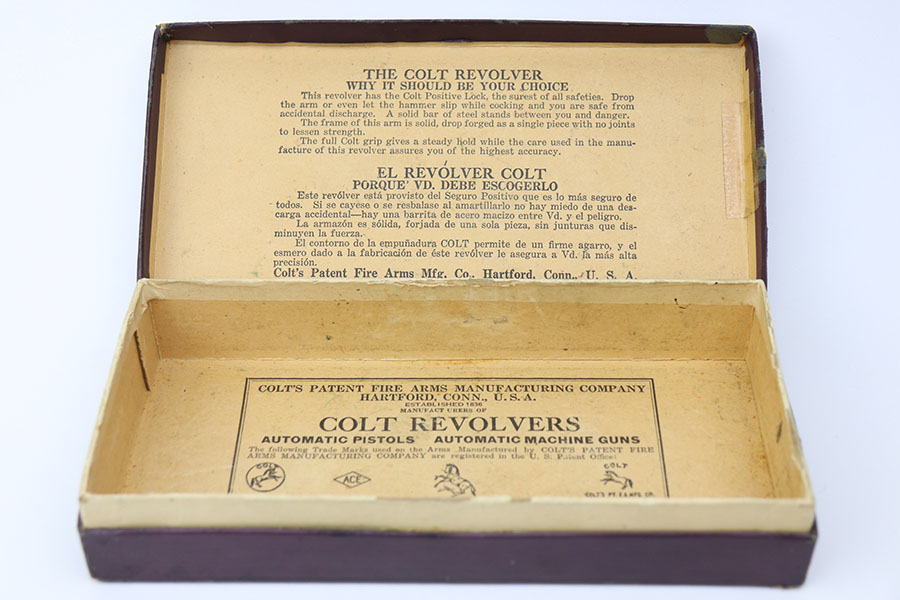 THE COLT REVOLVER
WHY IT SHOULD BE YOUR CHOICE
This revolver has the Colt Positive Lock, the surest of all safeties. Drop
the arm or even let the hammer slip while cocking and you are safe from
accidental discharge. A solid bar of steel stands between you and danger.
The frame of this arm is solid, drop forged as a single piece with no joints
to lessen strength.
The full Colt grip gives a steady hold while the care used in the manu-
facture of this revolver assures you of the highest accuracy.
EL REVÓLVER COLT
PORQUE' VD. DEBE ESCOGERLO
Este revólver está provisto del Seguro Positivo que es lo más seguro de
todos. Si se cayese o se resbalase al amartillarlo no hay miedo de una des-
carga accidental—hay una barrita de acero macizo entre Vd. y el peligro.
La armazón es sólida, forjada de una sola pieza, sin junturas que dis-
minuyen la fuerza.
El contorno de la empuñadura COLT permite de un firme agarro, y el
esmero dado a la fabricación de éste revólver le asegura a Vd. la más alta
precisión.
Colt's Patent Fire Arms Mfg. Co., Hartford, Conn., U. S. A.
COLT'S PATENT FIRE ARMS MANUFACTURING COMPANY
HARTFORD, CONN., U. S. A.
ESTABLISHED 1836
MANUFACTURERS OF
COLT REVOLVERS
AUTOMATIC PISTOLS AUTOMATIC MACHINE GUNS
The following Trade Marks used on the Arms Manufactured by COLT'S PATENT FIRE
ARMS MANUFACTURING COMPANY are registered in the U. S. Patent Office:
COLT
ACE
COLT
COLT'S PT. F.A. MFG. CO.